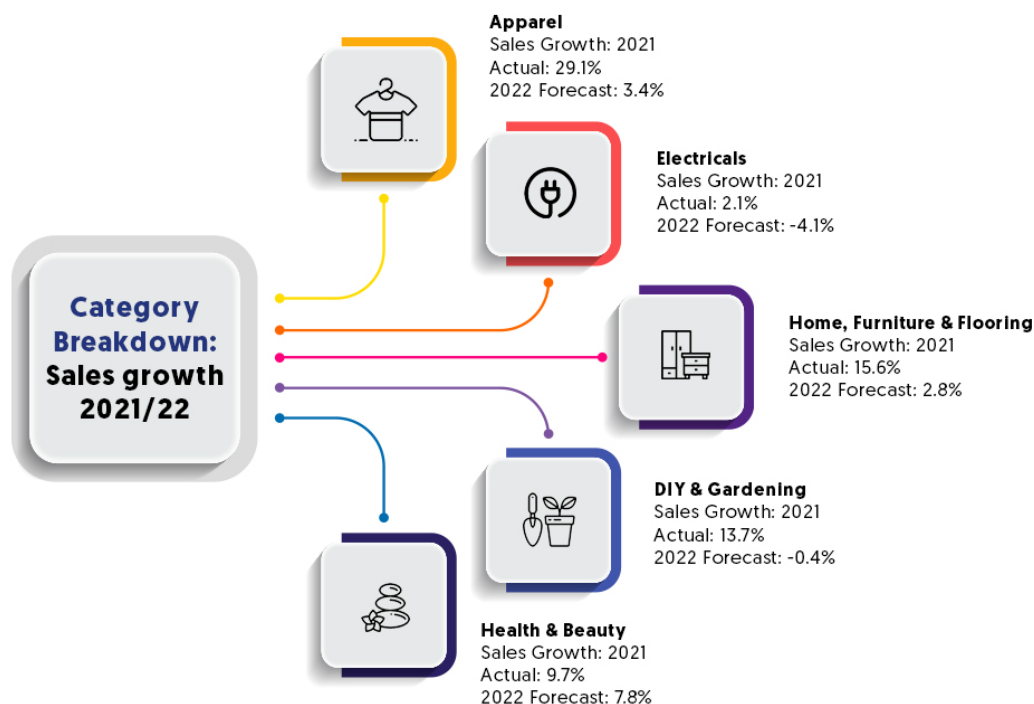 Apparel
Sales Growth: 2021
Actual: 29.1%
2022 Forecast: 3.4%
Electricals
Sales Growth: 2021
Actual: 2.1%
2022 Forecast: -4.1%
Category
Breakdown:
Sales growth
2021/22
Home, Furniture & Flooring
Sales Growth: 2021
Actual: 15.6%
2022 Forecast: 2.8%
DIY & Gardening
Sales Growth: 2021
Actual: 13.7%
2022 Forecast: -0.4%
Health & Beauty
Sales Growth: 2021
Actual: 9.7%
2022 Forecast: 7.8%